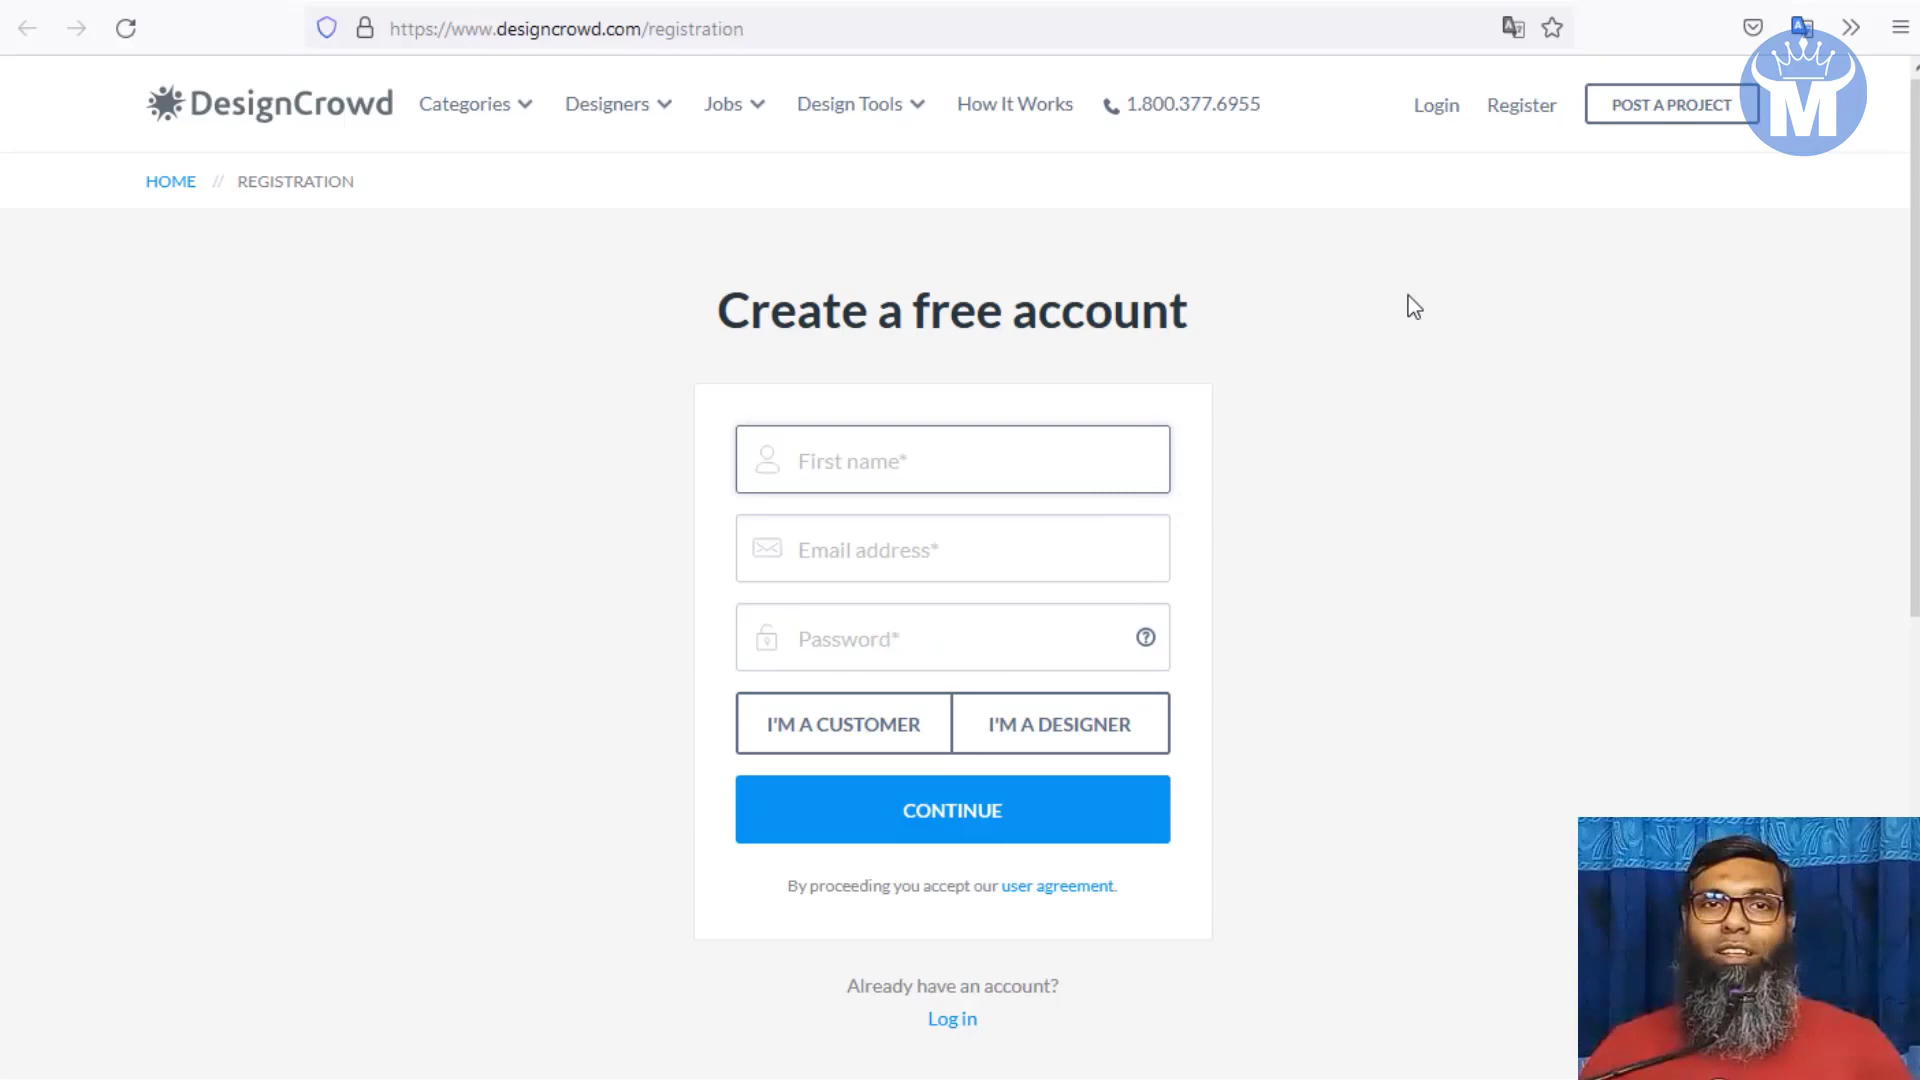 https://www.designcrowd.com/registration
DesignCrowd Categories Designers Jobs Design Tools How It Works 1.800.377.6955 Login Register POST A PROJECT
M
HOME // REGISTRATION
Create a free account
First name*
Email address*
Password*
I'M A CUSTOMER I'M A DESIGNER
CONTINUE
By proceeding you accept our user agreement.
Already have an account?
Log in